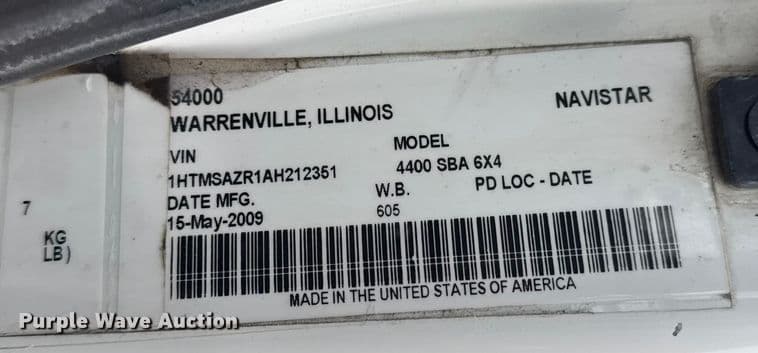 54000
WARRENVILLE, ILLINOIS
NAVISTAR
VIN
MODEL
1HTMSAZR1AH212351
4400 SBA 6X4
DATE MFG.
W.B.
PD LOC - DATE
15-May-2009
605
MADE IN THE UNITED STATES OF AMERICA
7
KG
LB)
Purple Wave Auction